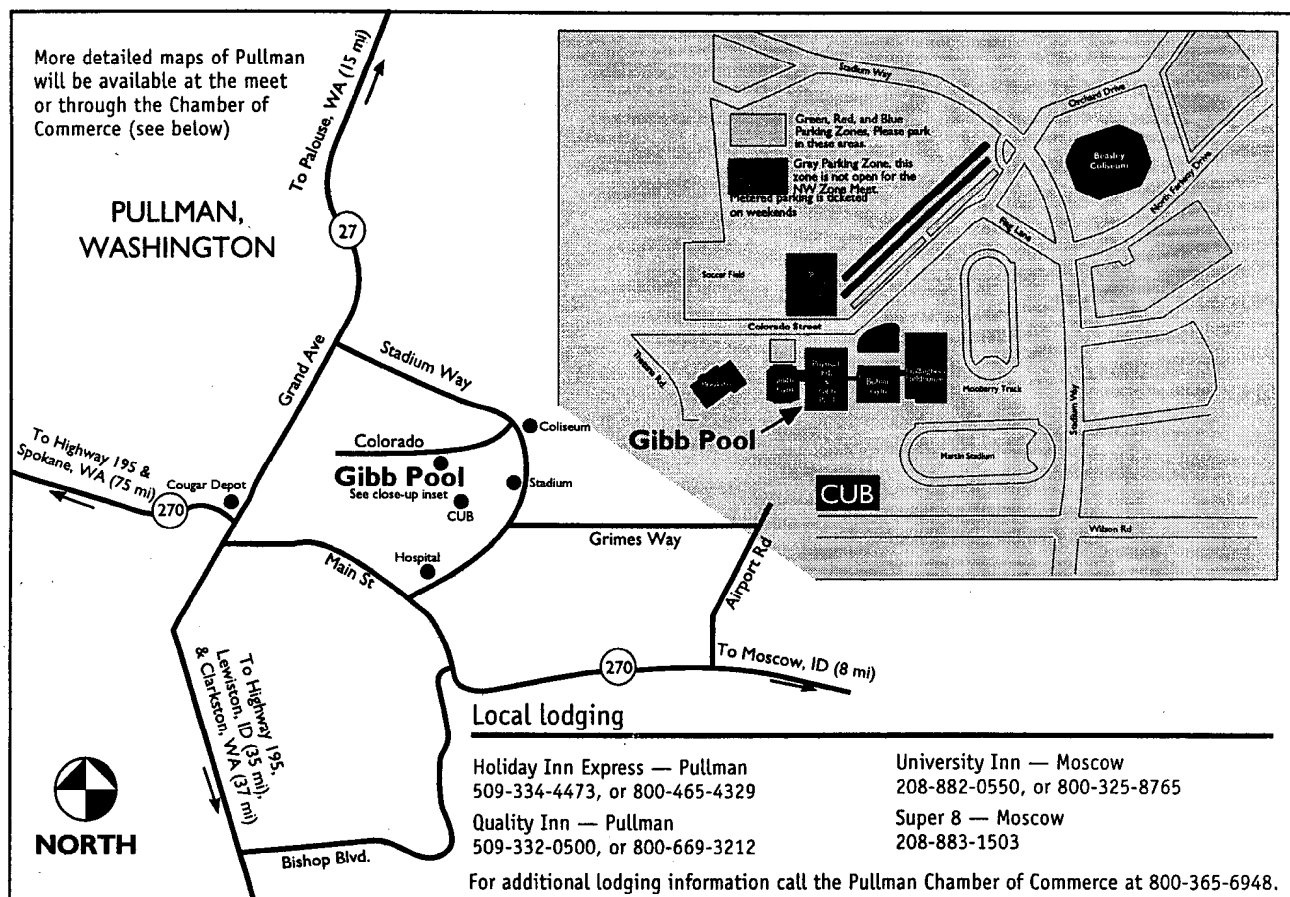 More detailed maps of Pullman
will be available at the meet
or through the Chamber of
Commerce (see below)
PULLMAN,
WASHINGTON
To Palouse, WA (15 mi)
27
Grand Ave
Stadium Way
Coliseum
Colorado
Gibb Pool
See close-up inset
Stadium
CUB
To Highway 195 &
Spokane, WA (75 mi)
Cougar Depot
270
Grimes Way
Hospital
Main St
Airport Rd
To Moscow, ID (8 mi)
270
To Highway 195,
Lewiston, ID (35 mi),
& Clarkston, WA (37 mi)
Bishop Blvd.
NORTH
Stadium Way
Orchard Drive
Green, Red, and Blue
Parking Zones, Please park
in these areas.
Gray Parking Zone, this
zone is not open for the
NW Zone Meet.
Metered parking is ticketed
on weekends
Beasley
Coliseum
North Fairway Drive
Fog Lane
Soccer Field
Colorado Street
Thatuna Rd.
Mooberry Track
Stadium Way
Gibb Pool
Martin Stadium
CUB
Wilson Rd
Local lodging
Holiday Inn Express — Pullman
509-334-4473, or 800-465-4329
Quality Inn — Pullman
509-332-0500, or 800-669-3212
University Inn — Moscow
208-882-0550, or 800-325-8765
Super 8 — Moscow
208-883-1503
For additional lodging information call the Pullman Chamber of Commerce at 800-365-6948.